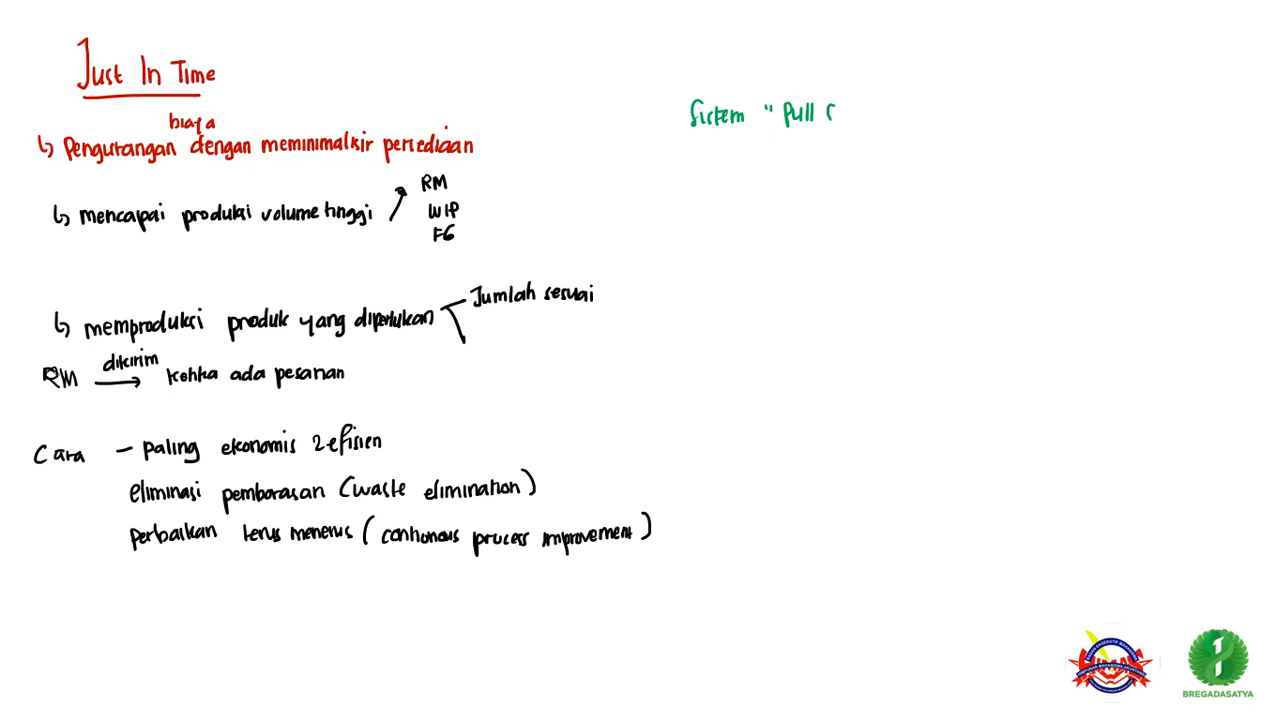 Just In Time
biaya
↳ Pengurangan dengan meminimalkir persediaan
↳ mencapai produksi volume tinggi
RM
WIP
FG
↳ memproduksi produk yang diperlukan
Jumlah sesuai
RM dikirim → ketika ada pesanan
Cara - paling ekonomis & efisien
eliminasi pemborasan (waste elimination)
perbaikan terus menerus (continous process improvement)
Sistem "Pull
BREGADASATYA